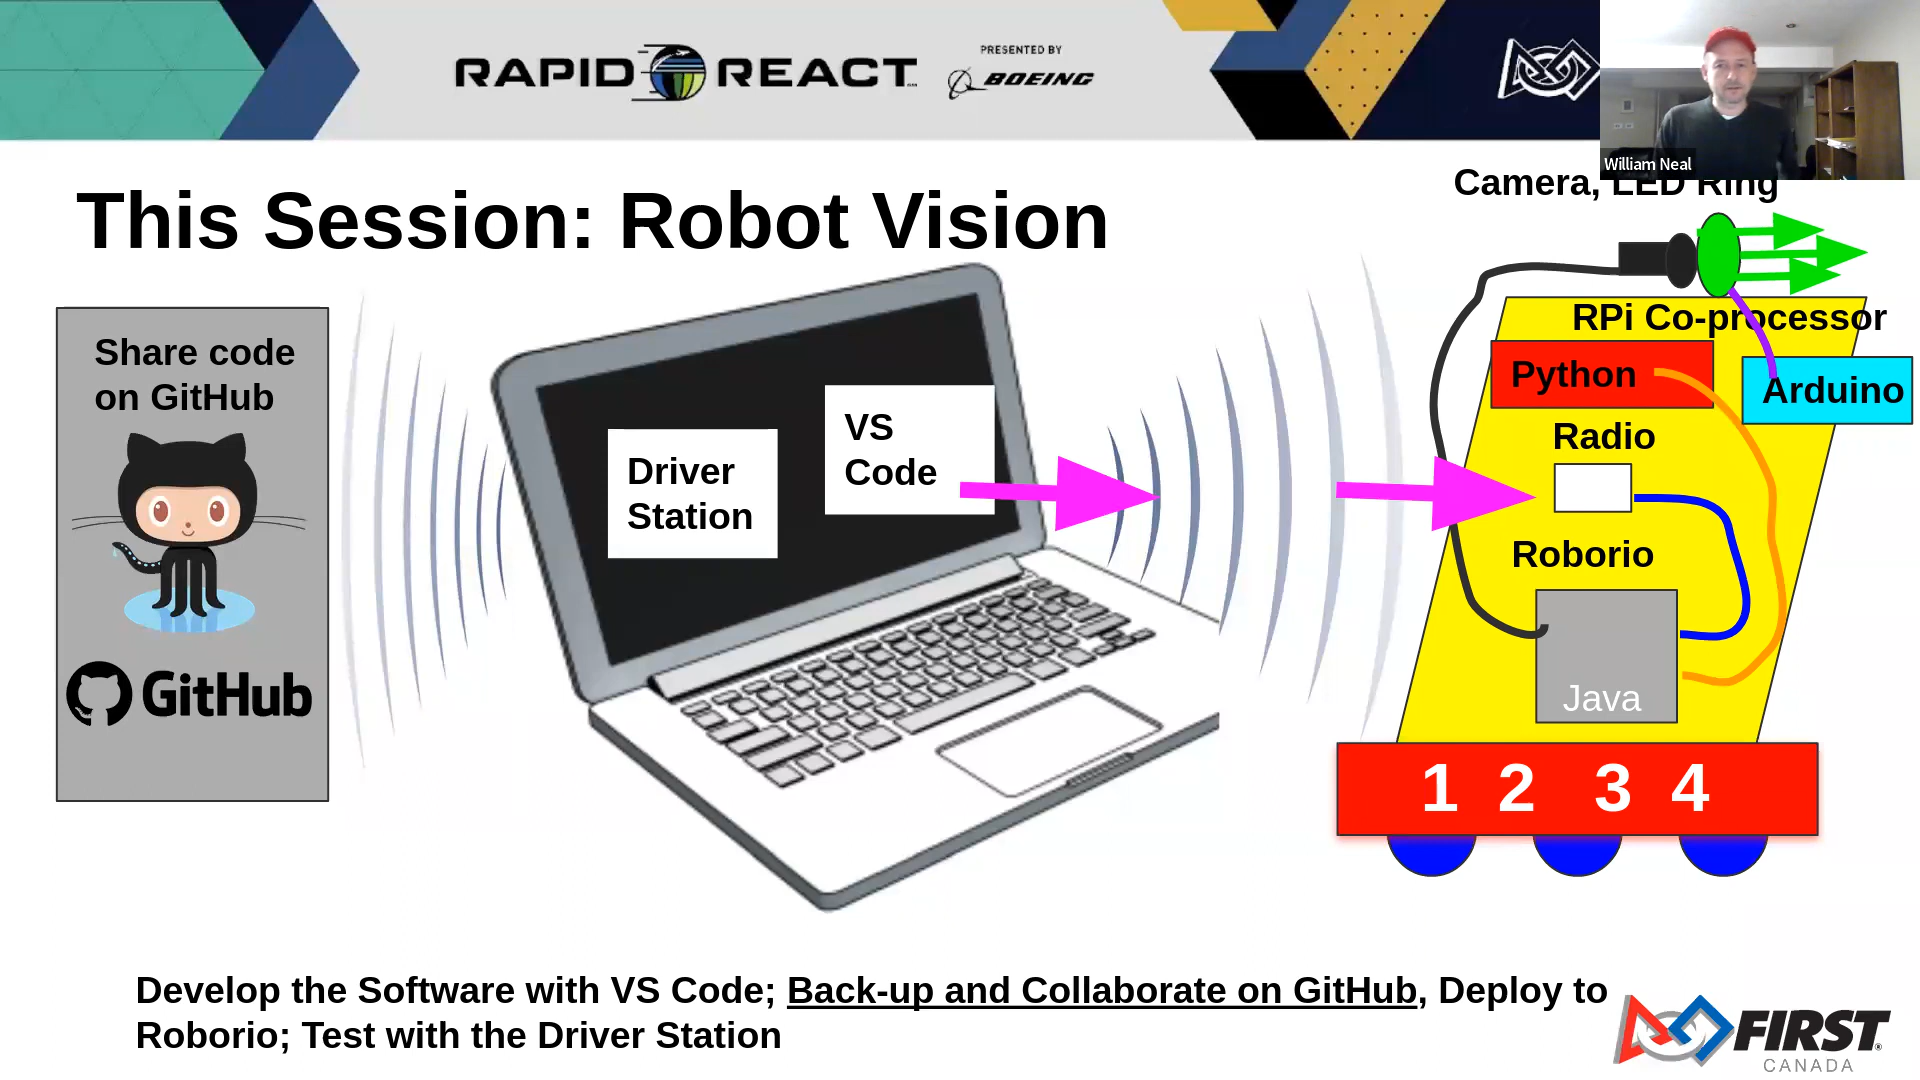 RAPID REACT
PRESENTED BY
BOEING
William Neal
Camera, LED Ring
This Session: Robot Vision
RPi Co-processor
Share code
on GitHub
Python
Arduino
VS
Code
Radio
Driver
Station
Roborio
GitHub
Java
1 2 3 4
Develop the Software with VS Code; Back-up and Collaborate on GitHub, Deploy to
Roborio; Test with the Driver Station
FIRST
CANADA